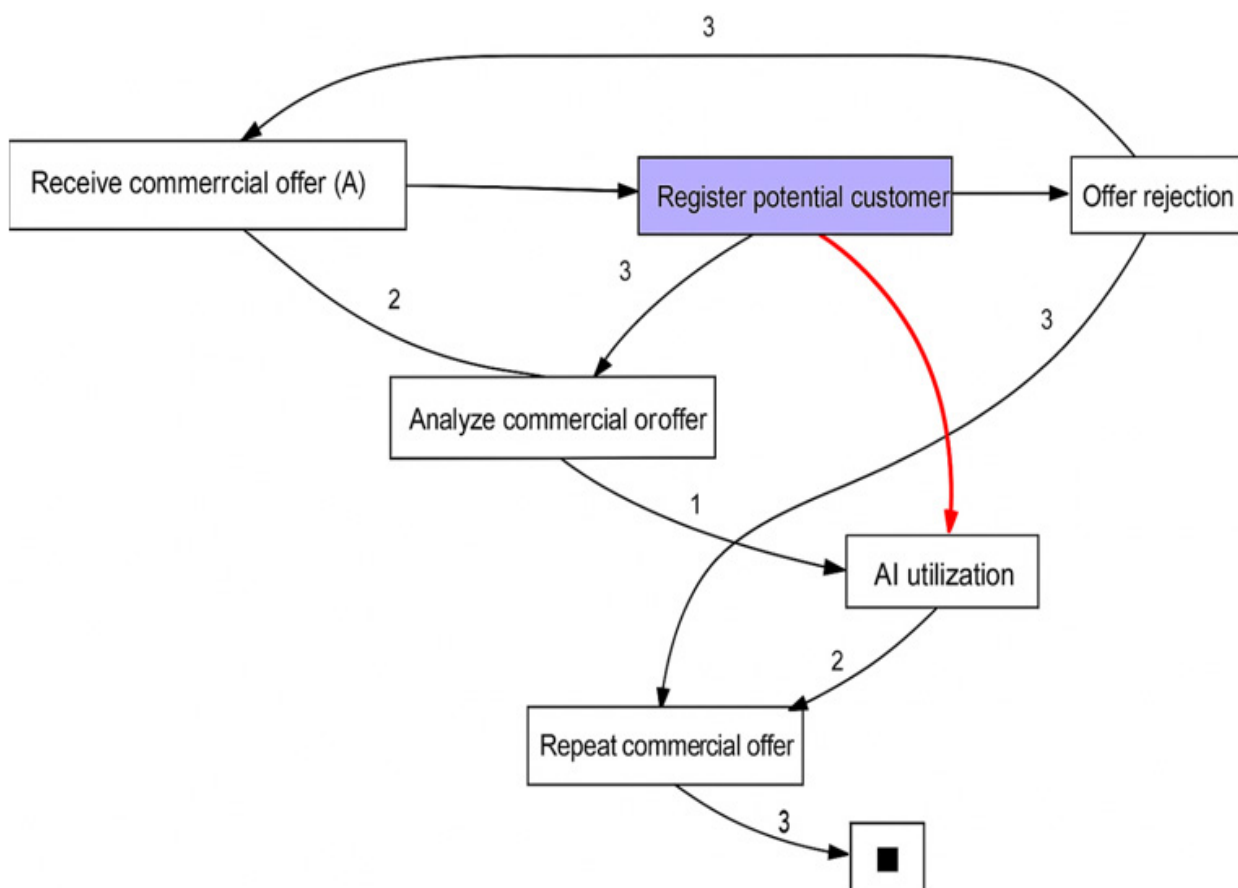 3
Receive commerrcial offer (A)
Register potential customer
Offer rejection
3
2
3
Analyze commercial oroffer
1
AI utilization
2
Repeat commercial offer
3